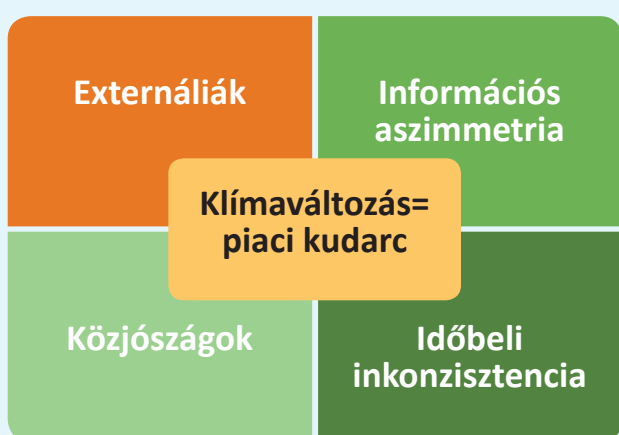 Externáliák
Információs
aszimmetria
Klímaváltozás=
piaci kudarc
Közjószágok
Időbeli
inkonzisztencia